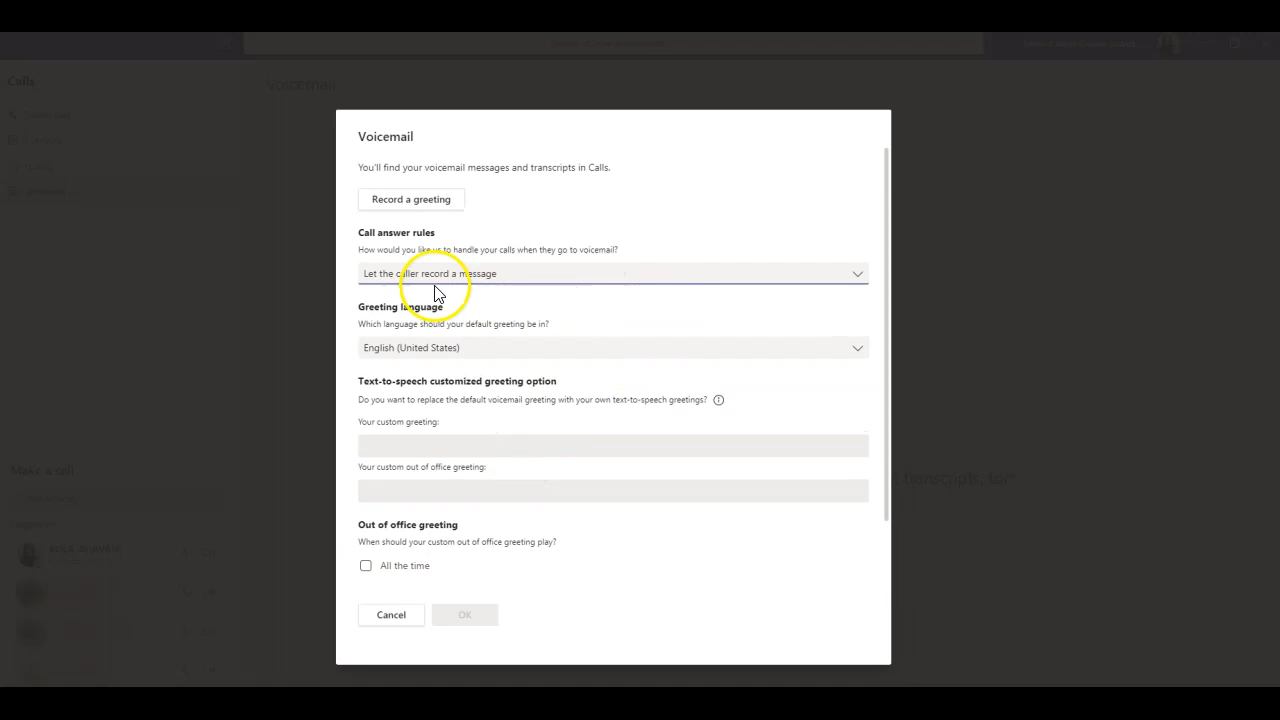 Calls
Voicemail
Voicemail
You'll find your voicemail messages and transcripts in Calls.
Record a greeting
Call answer rules
How would you like us to handle your calls when they go to voicemail?
Let the caller record a message
Greeting language
Which language should your default greeting be in?
English (United States)
Text-to-speech customized greeting option
Do you want to replace the default voicemail greeting with your own text-to-speech greetings?
Your custom greeting:
Your custom out of office greeting:
Out of office greeting
When should your custom out of office greeting play?
All the time
Cancel
OK
Make a call